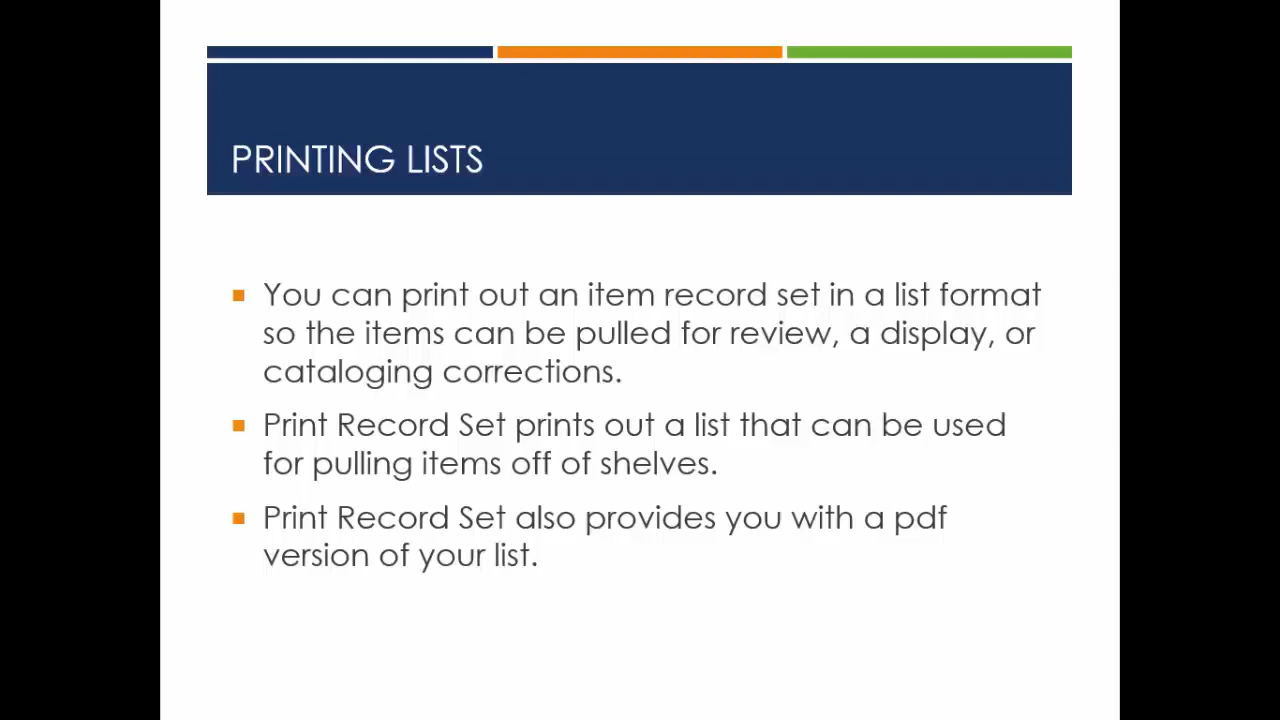 PRINTING LISTS
You can print out an item record set in a list format
so the items can be pulled for review, a display, or
cataloging corrections.
Print Record Set prints out a list that can be used
for pulling items off of shelves.
Print Record Set also provides you with a pdf
version of your list.